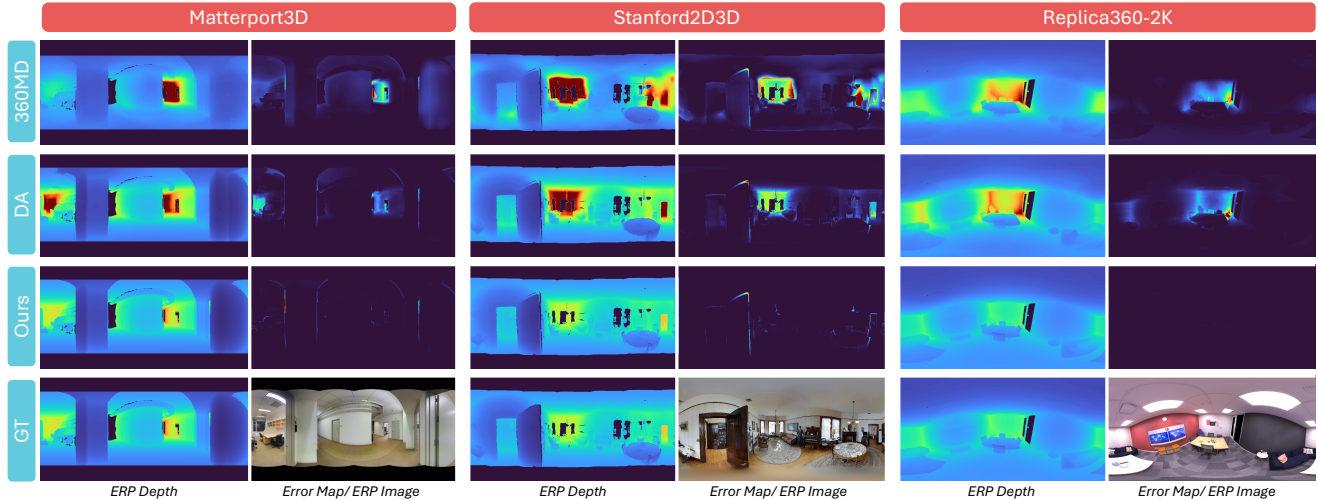 Matterport3D
Stanford2D3D
Replica360-2K
360MD
DA
Ours
GT
ERP Depth
Error Map/ ERP Image
ERP Depth
Error Map/ ERP Image
ERP Depth
Error Map/ ERP Image